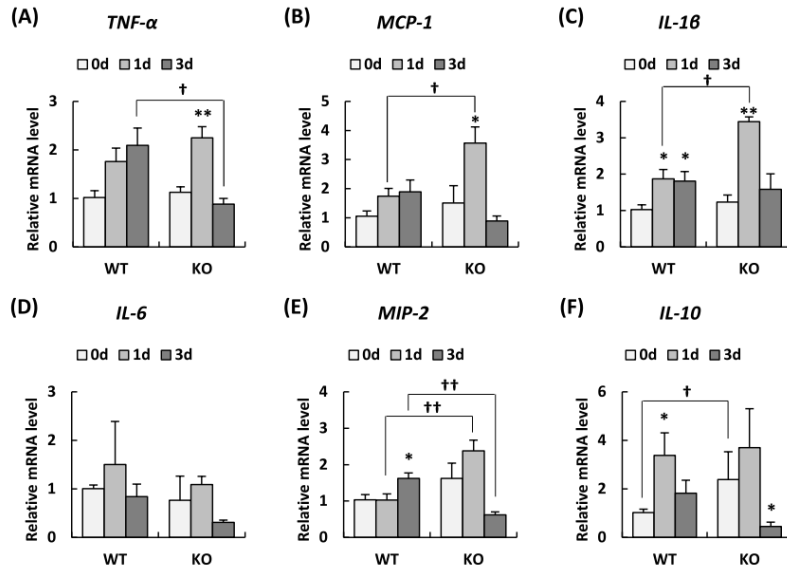 (A) TNF-α
0d 1d 3d
Relative mRNA level
3
2
1
0
†
**
WT KO
(B) MCP-1
0d 1d 3d
Relative mRNA level
5
4
3
2
1
0
†
*
WT KO
(C) IL-1β
0d 1d 3d
Relative mRNA level
4
3
2
1
0
†
* * **
WT KO
(D) IL-6
0d 1d 3d
Relative mRNA level
3
2
1
0
WT KO
(E) MIP-2
0d 1d 3d
Relative mRNA level
4
3
2
1
0
††
††
*
WT KO
(F) IL-10
0d 1d 3d
Relative mRNA level
6
4
2
0
†
*
*
WT KO